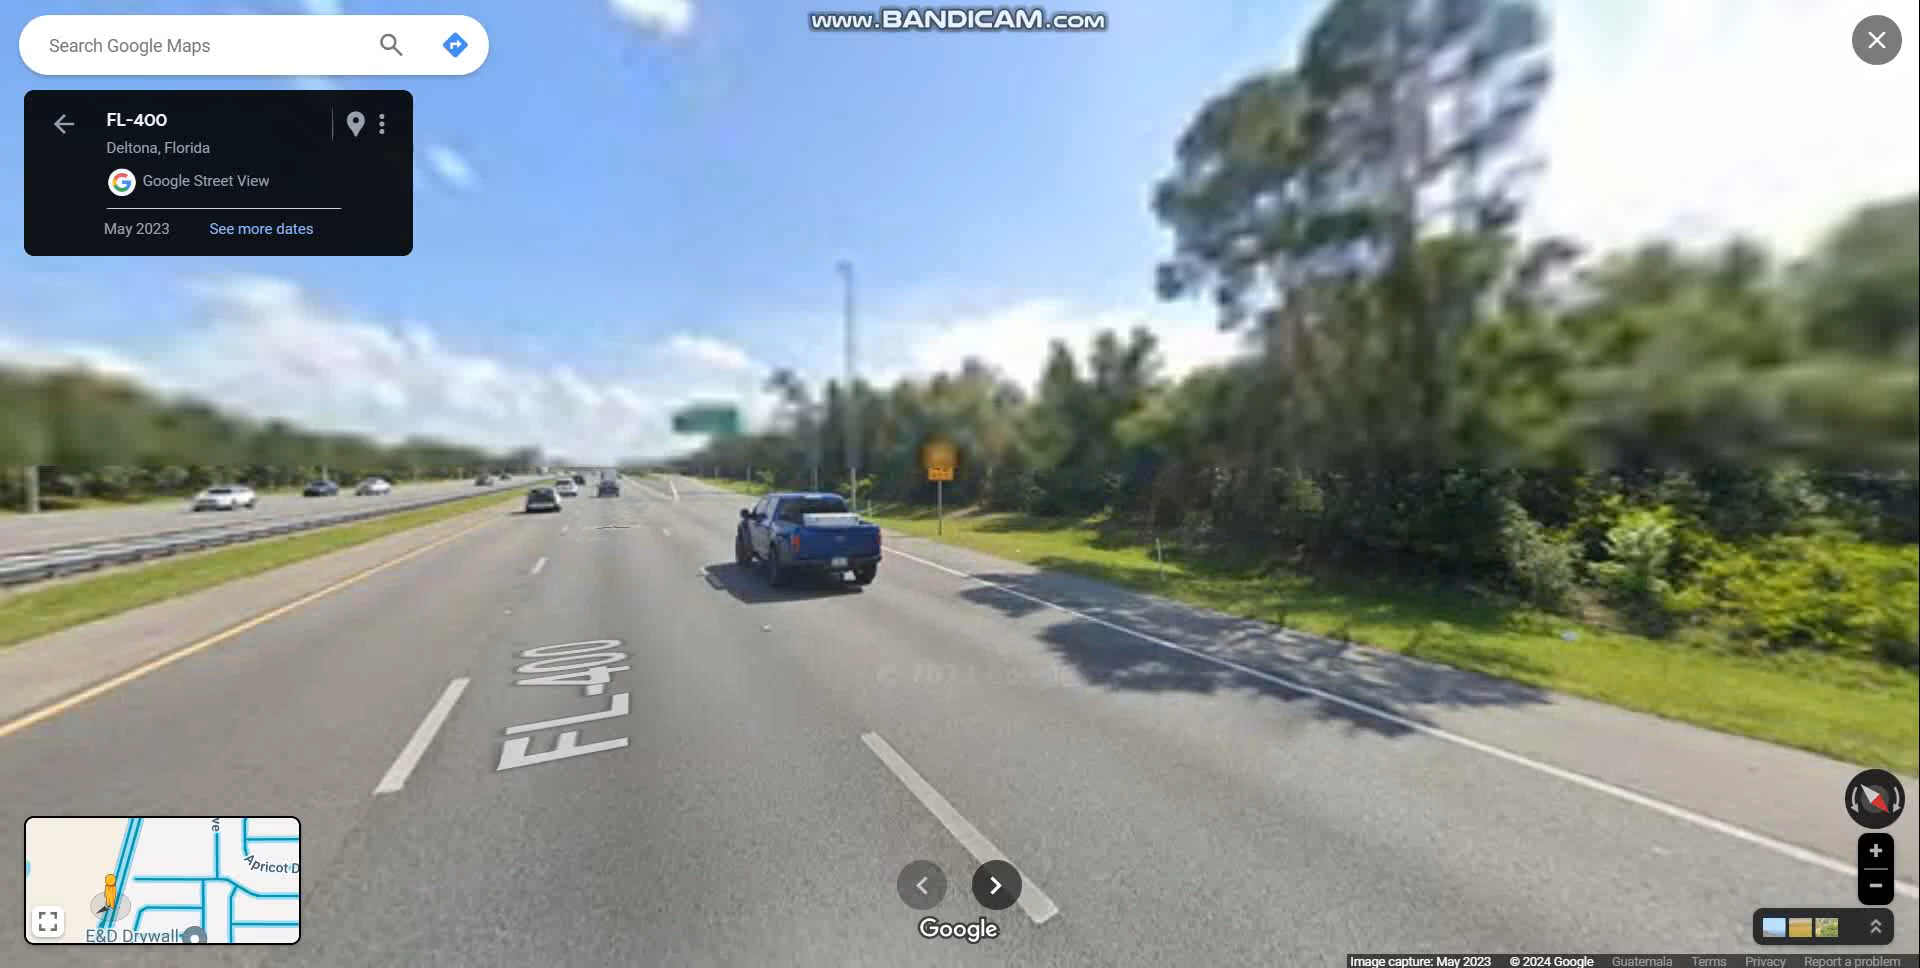 www.BANDICAM.com
Search Google Maps
FL-400
Deltona, Florida
Google Street View
May 2023
See more dates
FL-400
ve
Apricot D
E&D Drywall
Google
Image capture: May 2023 © 2024 Google Guatemala Terms Privacy Report a problem